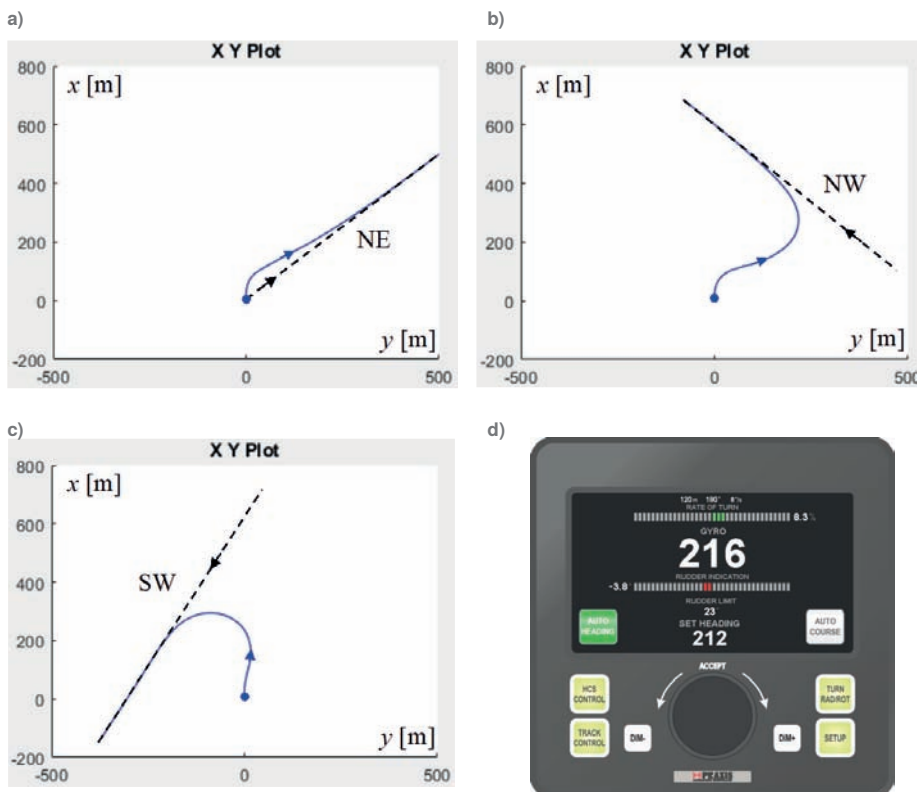 a)
X Y Plot
x [m]
800
600
400
200
0
-200
NE
y [m]
-500
0
500
b)
X Y Plot
x [m]
800
600
400
200
0
-200
NW
y [m]
-500
0
500
c)
X Y Plot
x [m]
800
600
400
200
0
-200
SW
y [m]
-500
0
500
d)
120m 190°
RATE OF TURN
8.3
GYRO
216
RUDDER INDICATION
-3.8
RUDDER LIMIT
23
SET HEADING
212
AUTO
HEADING
AUTO
COURSE
ACCEPT
HCS
CONTROL
TURN
RAD/ROT
TRACK
CONTROL
DIM-
DIM+
SETUP
PRAXIS